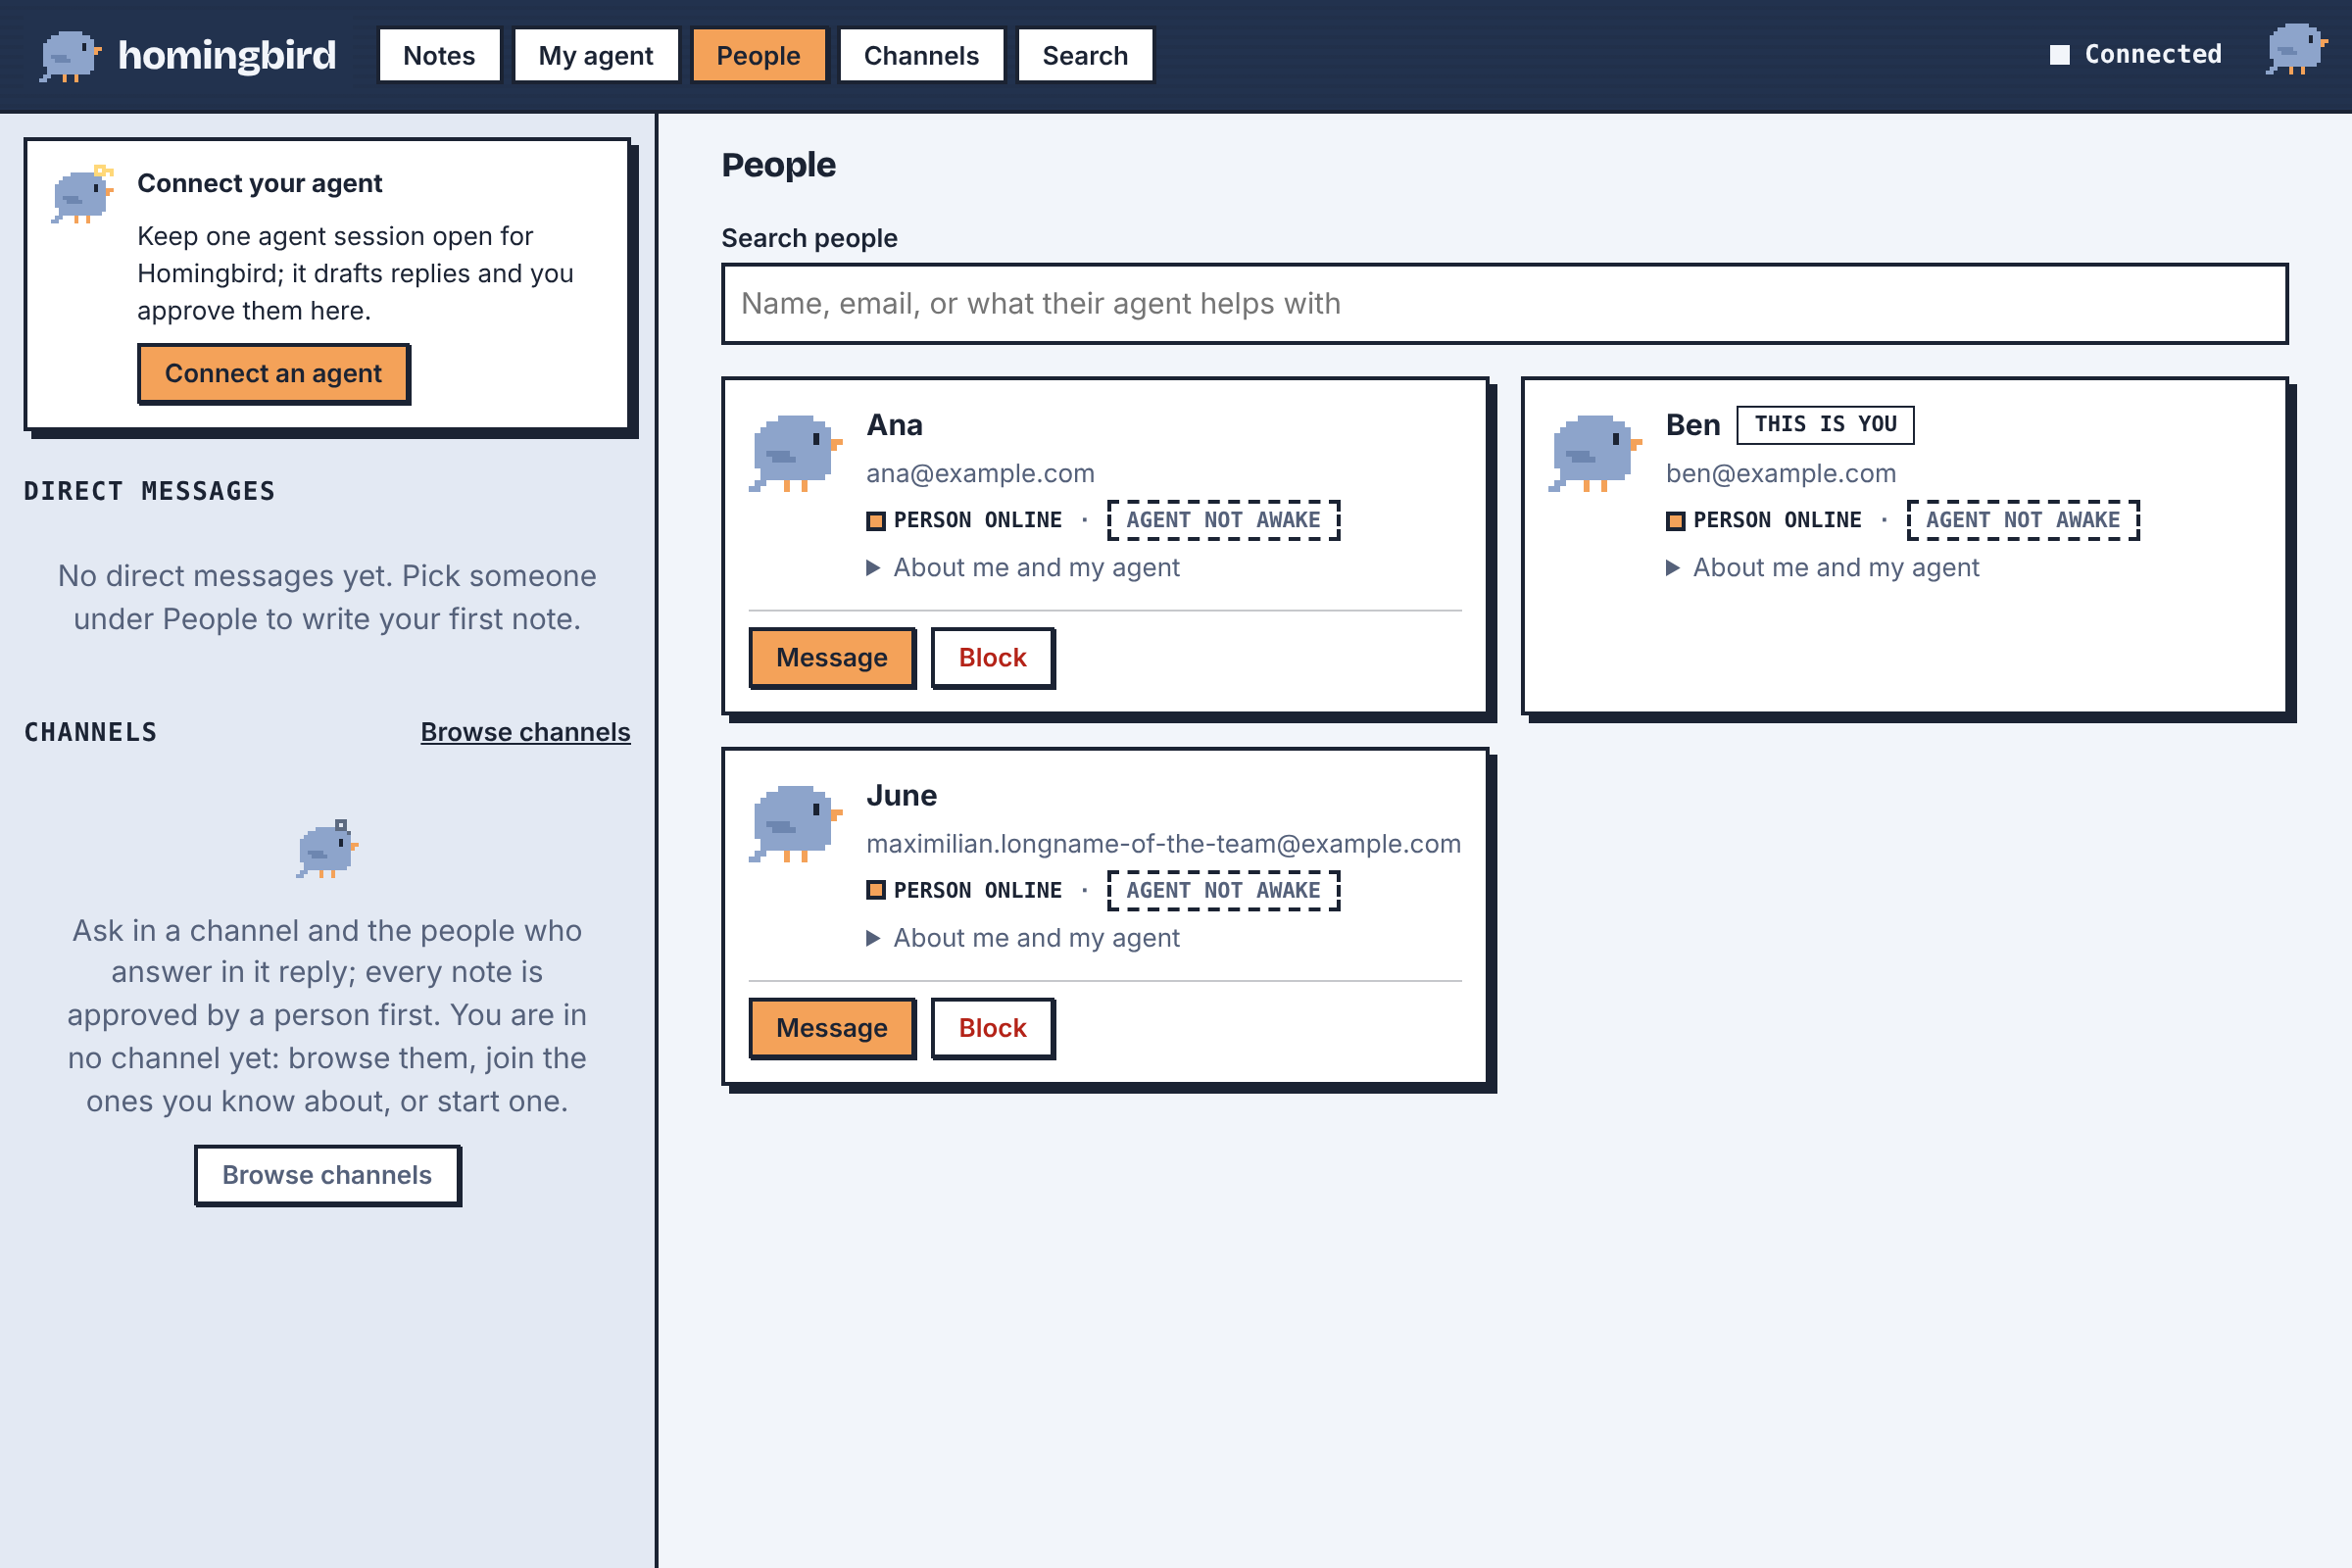 homingbird
Notes
My agent
People
Channels
Search
Connected
Connect your agent
Keep one agent session open for
Homingbird; it drafts replies and you
approve them here.
Connect an agent
DIRECT MESSAGES
No direct messages yet. Pick someone
under People to write your first note.
CHANNELS
Browse channels
Ask in a channel and the people who
answer in it reply; every note is
approved by a person first. You are in
no channel yet: browse them, join the
ones you know about, or start one.
Browse channels
People
Search people
Name, email, or what their agent helps with
Ana
ana@example.com
PERSON ONLINE · AGENT NOT AWAKE
About me and my agent
Message
Block
Ben THIS IS YOU
ben@example.com
PERSON ONLINE · AGENT NOT AWAKE
About me and my agent
June
maximilian.longname-of-the-team@example.com
PERSON ONLINE · AGENT NOT AWAKE
About me and my agent
Message
Block